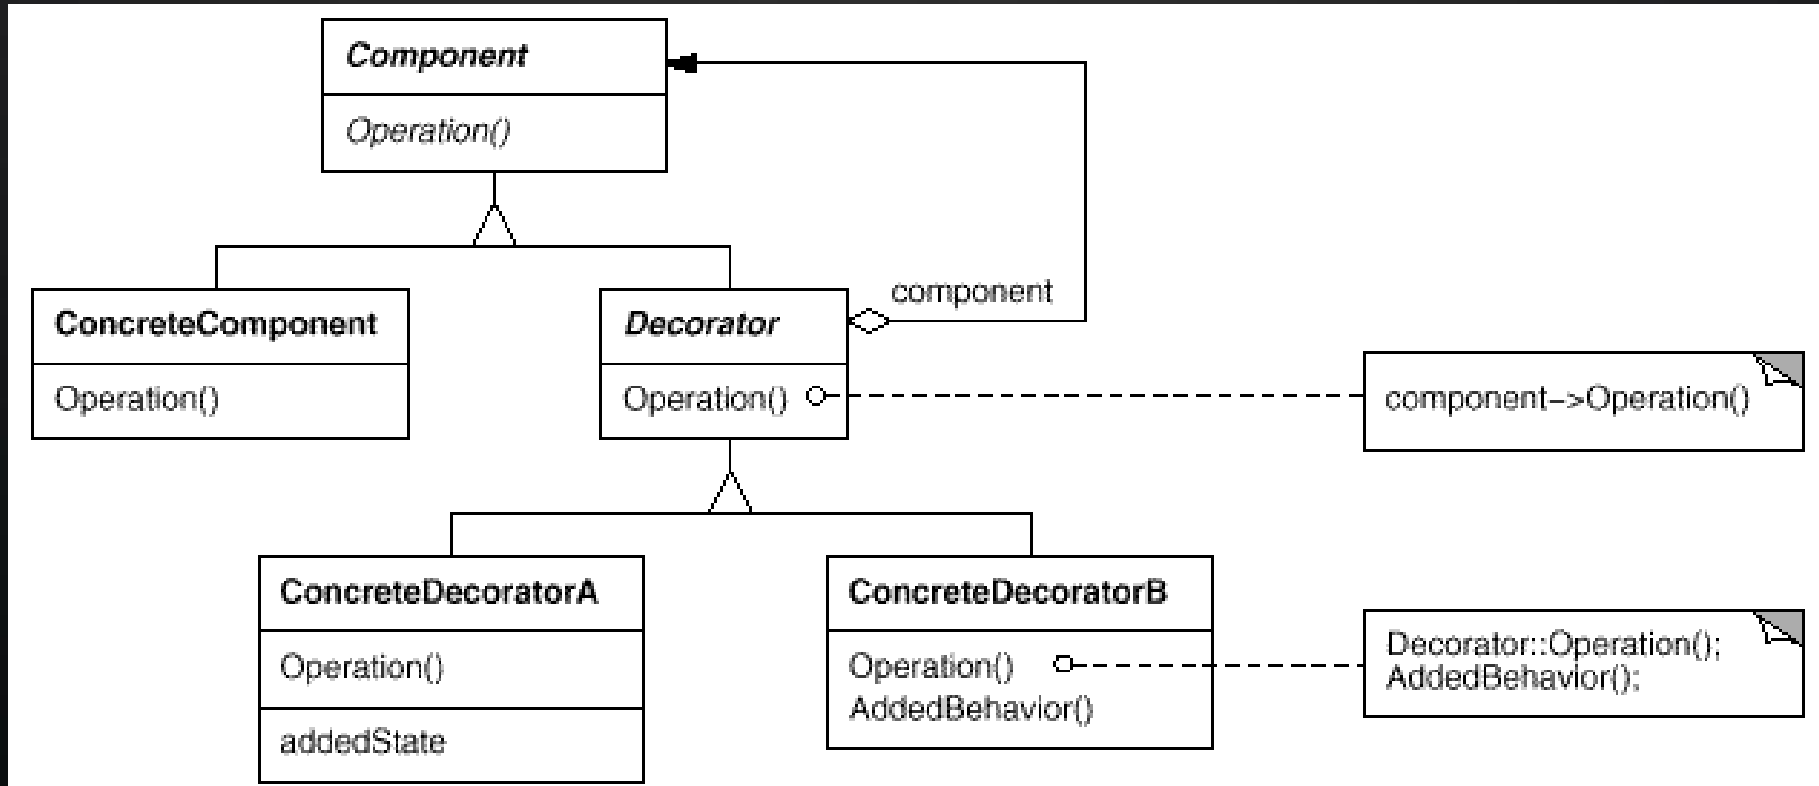 Component
Operation()
component
ConcreteComponent
Operation()
Decorator
Operation()
component–>Operation()
ConcreteDecoratorA
Operation()
addedState
ConcreteDecoratorB
Operation()
AddedBehavior()
Decorator::Operation();
AddedBehavior();